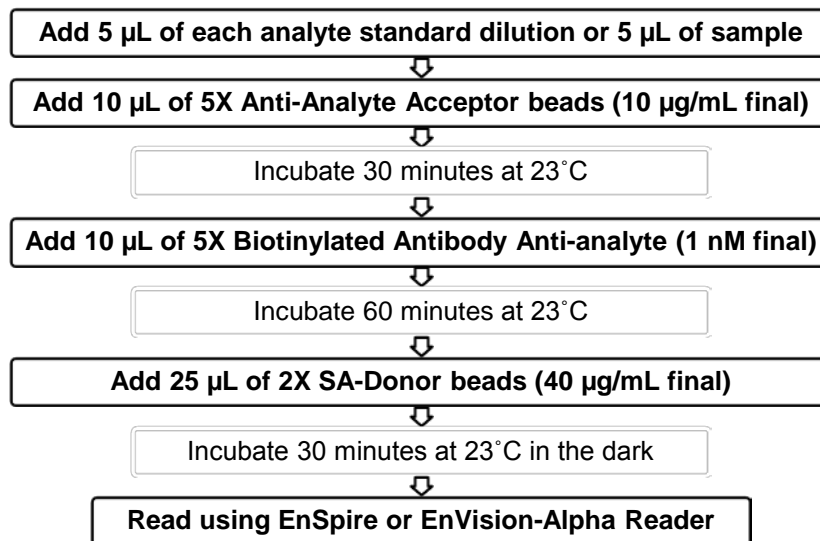 Add 5 µL of each analyte standard dilution or 5 µL of sample
Add 10 µL of 5X Anti-Analyte Acceptor beads (10 µg/mL final)
Incubate 30 minutes at 23˚C
Add 10 µL of 5X Biotinylated Antibody Anti-analyte (1 nM final)
Incubate 60 minutes at 23˚C
Add 25 µL of 2X SA-Donor beads (40 µg/mL final)
Incubate 30 minutes at 23˚C in the dark
Read using EnSpire or EnVision-Alpha Reader